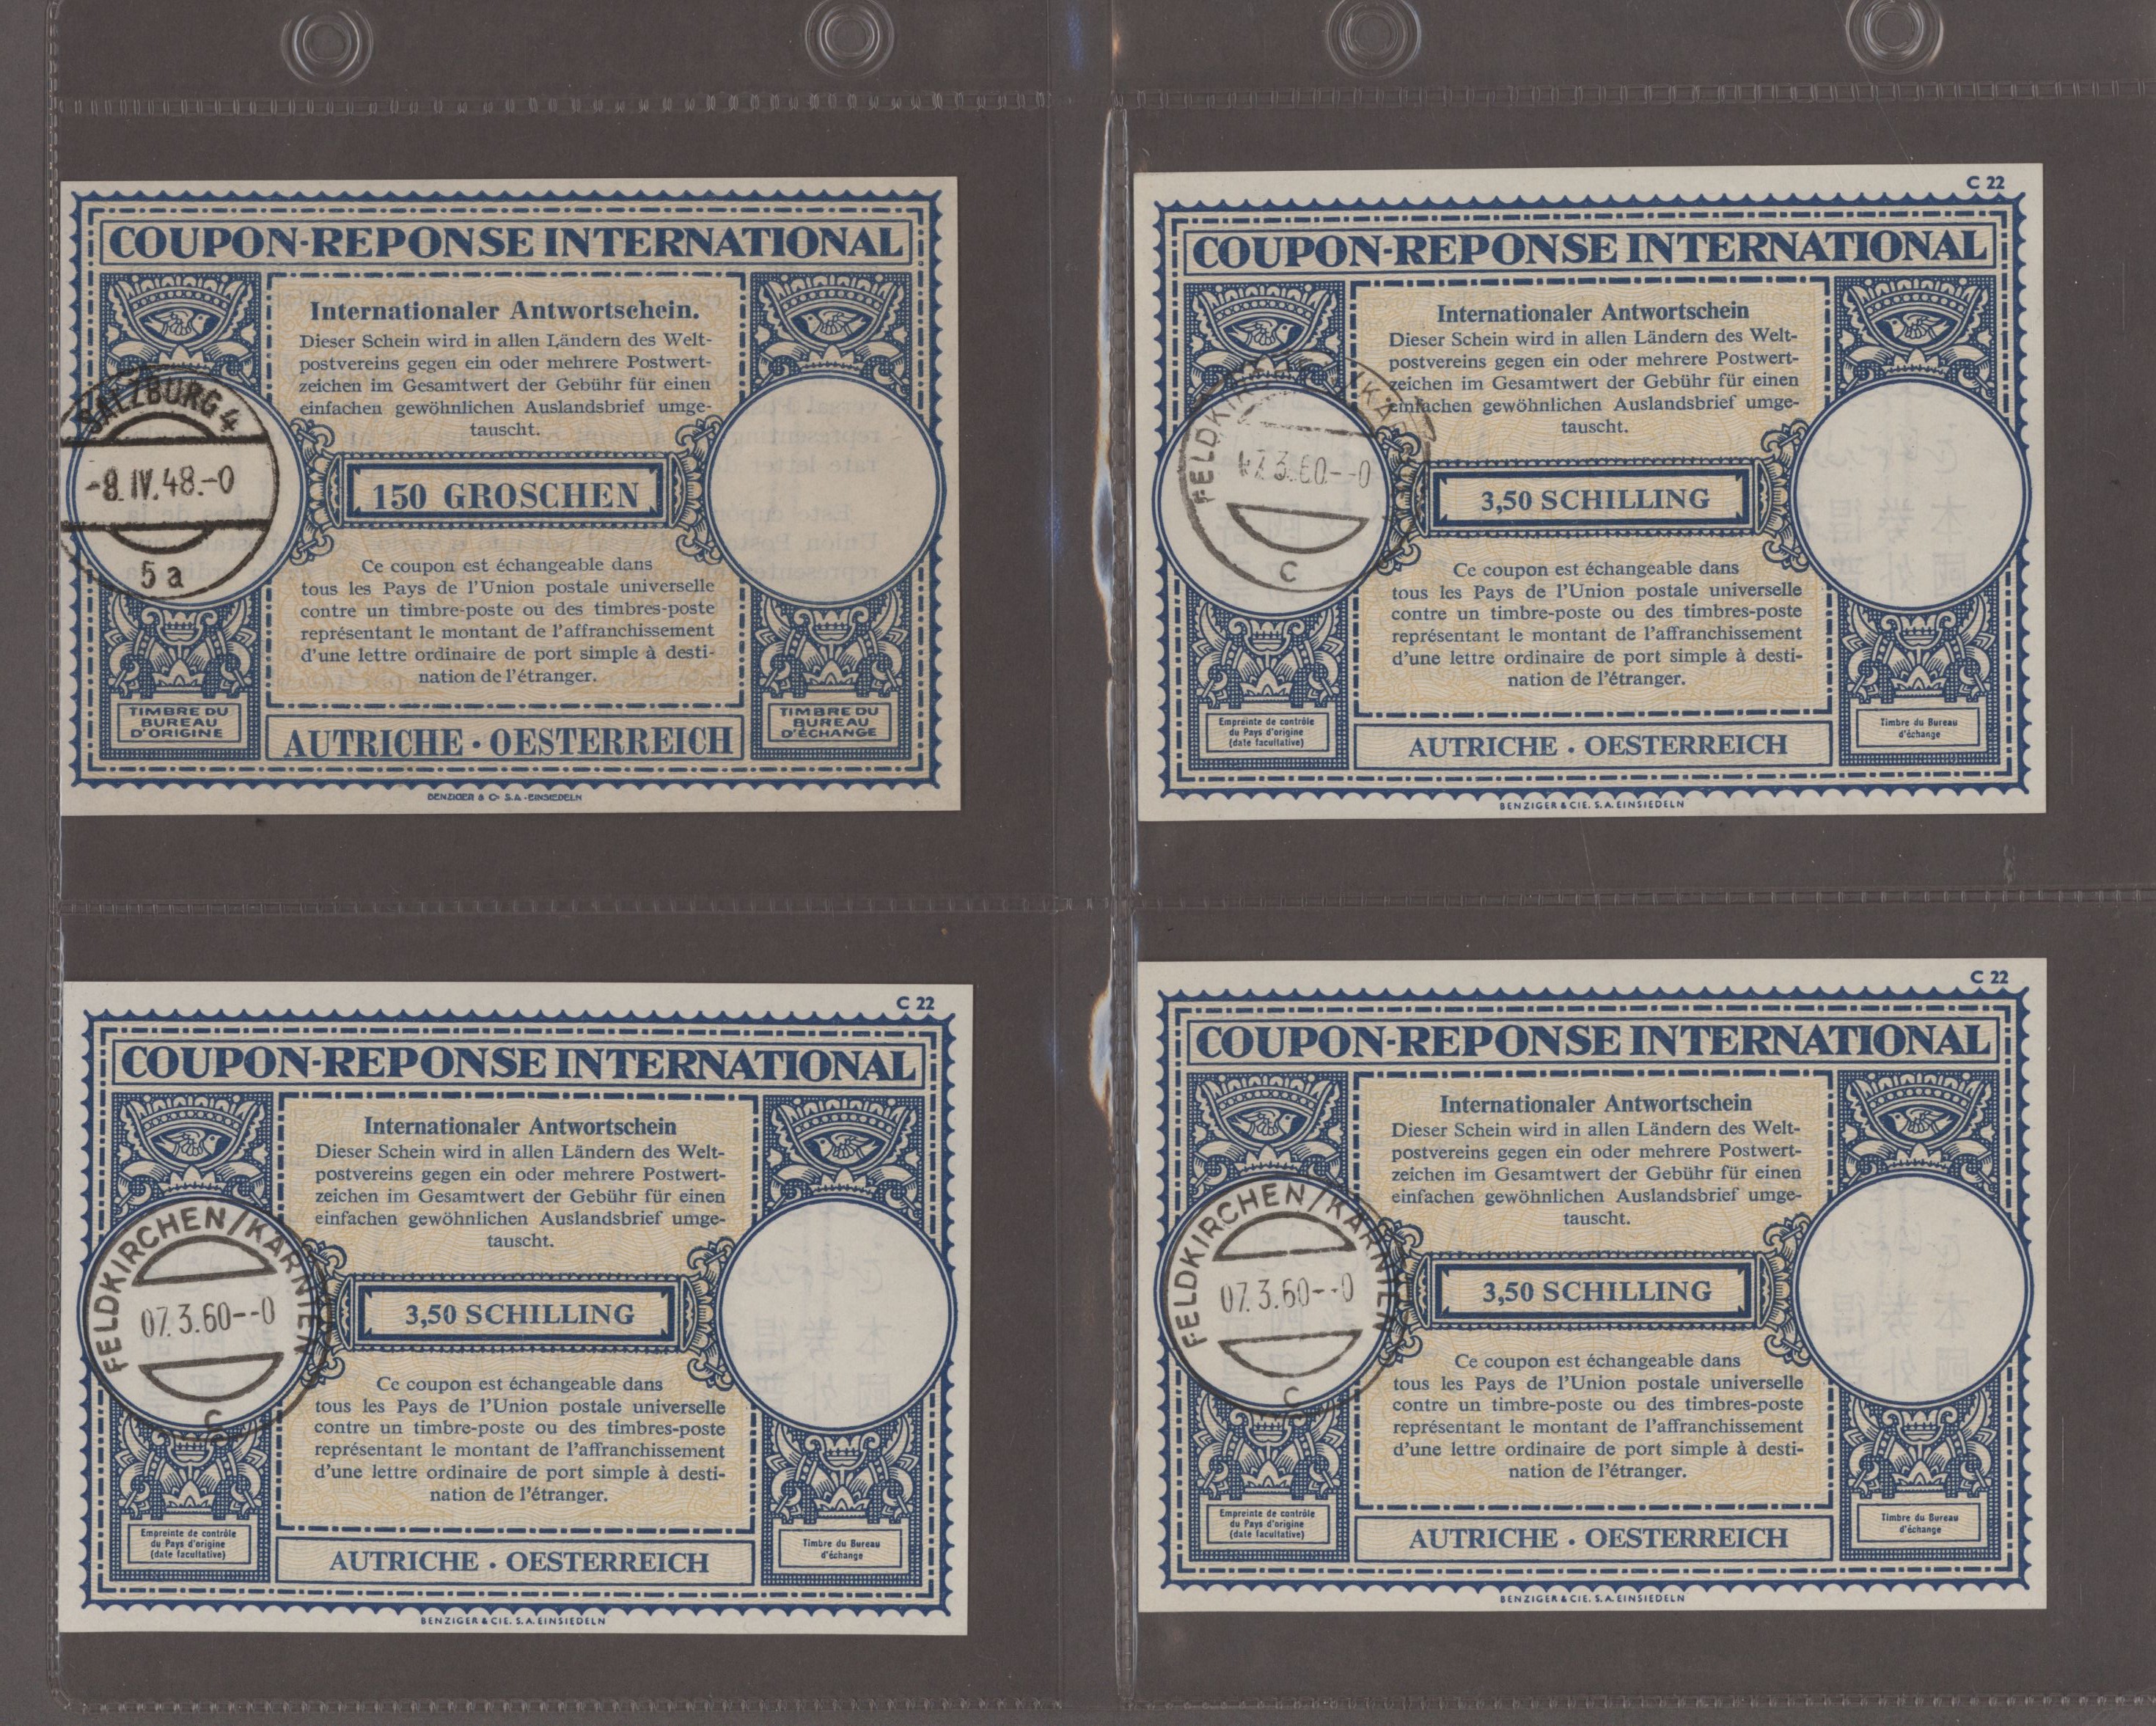 COUPON-REPONSE INTERNATIONAL
Internationaler Antwortschein.
Dieser Schein wird in allen Ländern des Welt-
postvereins gegen ein oder mehrere Postwert-
zeichen im Gesamtwert der Gebühr für einen
einfachen gewöhnlichen Auslandsbrief umge-
tauscht.
SALZBURG 4
-8.IV.48.-0
5a
150 GROSCHEN
Ce coupon est échangeable dans
tous les Pays de l'Union postale universelle
contre un timbre-poste ou des timbres-poste
représentant le montant de l'affranchissement
d'une lettre ordinaire de port simple à desti-
nation de l'étranger.
TIMBRE DU
BUREAU
D'ORIGINE
AUTRICHE · OESTERREICH
TIMBRE DU
BUREAU
D'ÉCHANGE
BENZIGER & Co S.A.-EINSIEDELN
C 22
COUPON-REPONSE INTERNATIONAL
Internationaler Antwortschein
Dieser Schein wird in allen Ländern des Welt-
postvereins gegen ein oder mehrere Postwert-
zeichen im Gesamtwert der Gebühr für einen
einfachen gewöhnlichen Auslandsbrief umge-
tauscht.
3.60--0
C
3,50 SCHILLING
Ce coupon est échangeable dans
tous les Pays de l'Union postale universelle
contre un timbre-poste ou des timbres-poste
représentant le montant de l'affranchissement
d'une lettre ordinaire de port simple à desti-
nation de l'étranger.
Empreinte de contrôle
du Pays d'origine
(date facultative)
AUTRICHE · OESTERREICH
Timbre du Bureau
d'échange
BENZIGER & CIE. S.A. EINSIEDELN
C 22
COUPON-REPONSE INTERNATIONAL
Internationaler Antwortschein
Dieser Schein wird in allen Ländern des Welt-
postvereins gegen ein oder mehrere Postwert-
zeichen im Gesamtwert der Gebühr für einen
einfachen gewöhnlichen Auslandsbrief umge-
tauscht.
FELDKIRCHEN/KÄRNTEN
07.3.60--0
C
3,50 SCHILLING
Ce coupon est échangeable dans
tous les Pays de l'Union postale universelle
contre un timbre-poste ou des timbres-poste
représentant le montant de l'affranchissement
d'une lettre ordinaire de port simple à desti-
nation de l'étranger.
Empreinte de contrôle
du Pays d'origine
(date facultative)
AUTRICHE · OESTERREICH
Timbre du Bureau
d'échange
BENZIGER & CIE. S.A. EINSIEDELN
C 22
COUPON-REPONSE INTERNATIONAL
Internationaler Antwortschein
Dieser Schein wird in allen Ländern des Welt-
postvereins gegen ein oder mehrere Postwert-
zeichen im Gesamtwert der Gebühr für einen
einfachen gewöhnlichen Auslandsbrief umge-
tauscht.
FELDKIRCHEN/KÄRNTEN
07.3.60--0
C
3,50 SCHILLING
Ce coupon est échangeable dans
tous les Pays de l'Union postale universelle
contre un timbre-poste ou des timbres-poste
représentant le montant de l'affranchissement
d'une lettre ordinaire de port simple à desti-
nation de l'étranger.
Empreinte de contrôle
du Pays d'origine
(date facultative)
AUTRICHE · OESTERREICH
Timbre du Bureau
d'échange
BENZIGER & CIE. S.A. EINSIEDELN